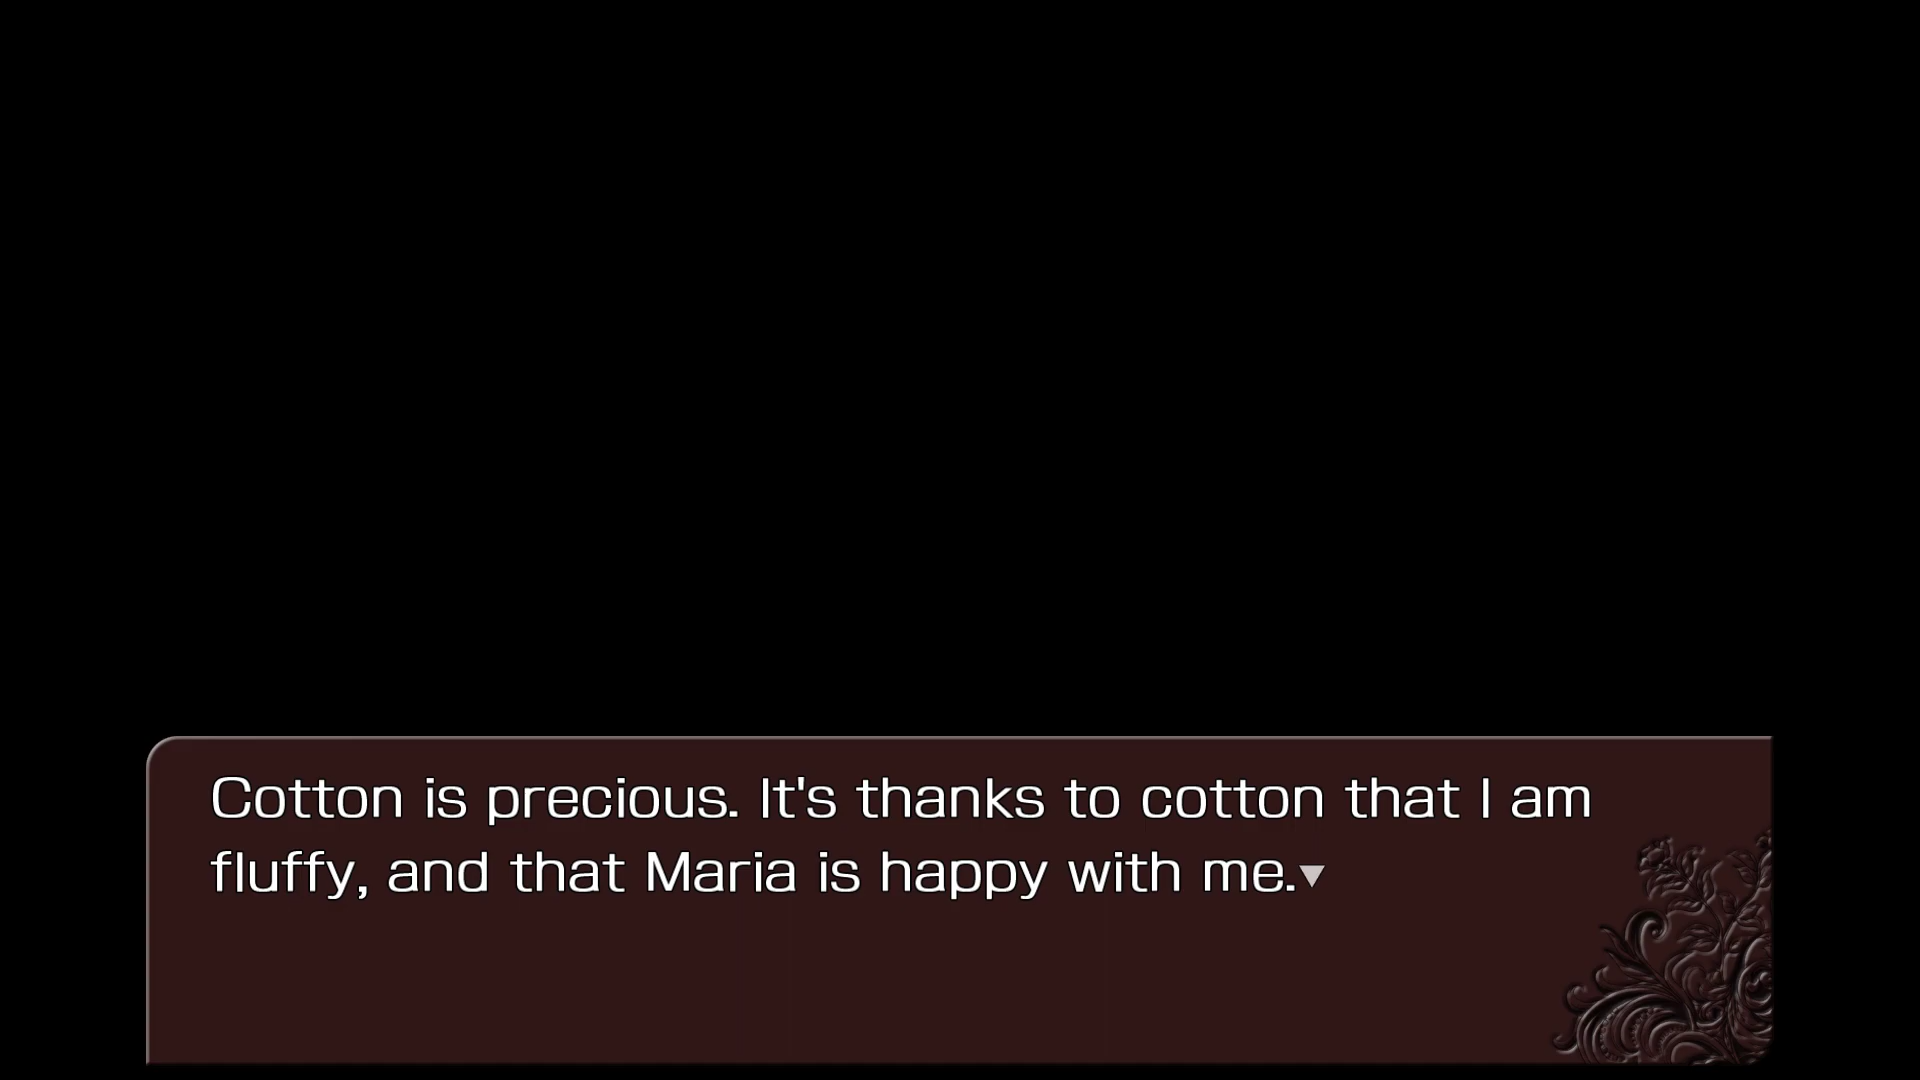 Cotton is precious. It's thanks to cotton that I am
fluffy, and that Maria is happy with me.